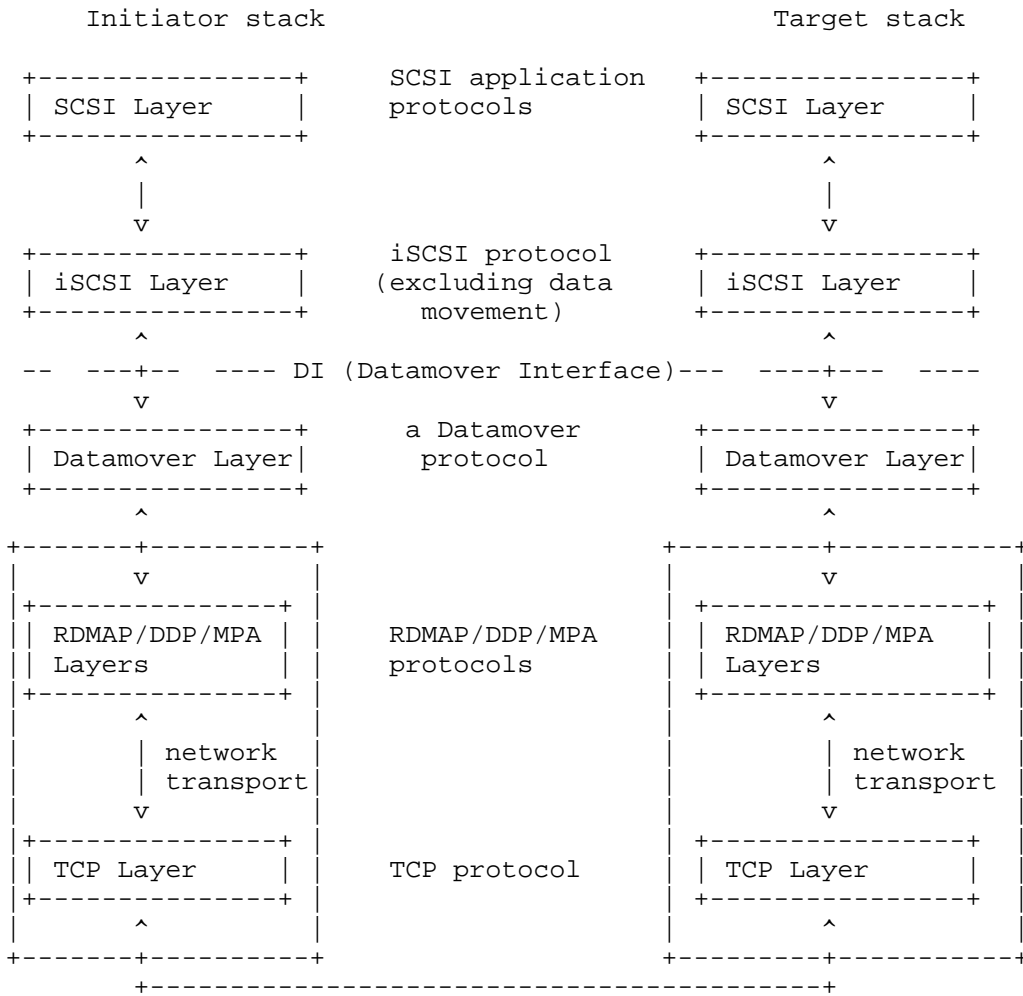 Initiator stack Target stack
SCSI application
SCSI Layer protocols SCSI Layer
iSCSI protocol
iSCSI Layer (excluding data iSCSI Layer
movement)
DI (Datamover Interface)
a Datamover
Datamover Layer protocol Datamover Layer
RDMAP/DDP/MPA RDMAP/DDP/MPA RDMAP/DDP/MPA
Layers protocols Layers
network network
transport transport
TCP Layer TCP protocol TCP Layer